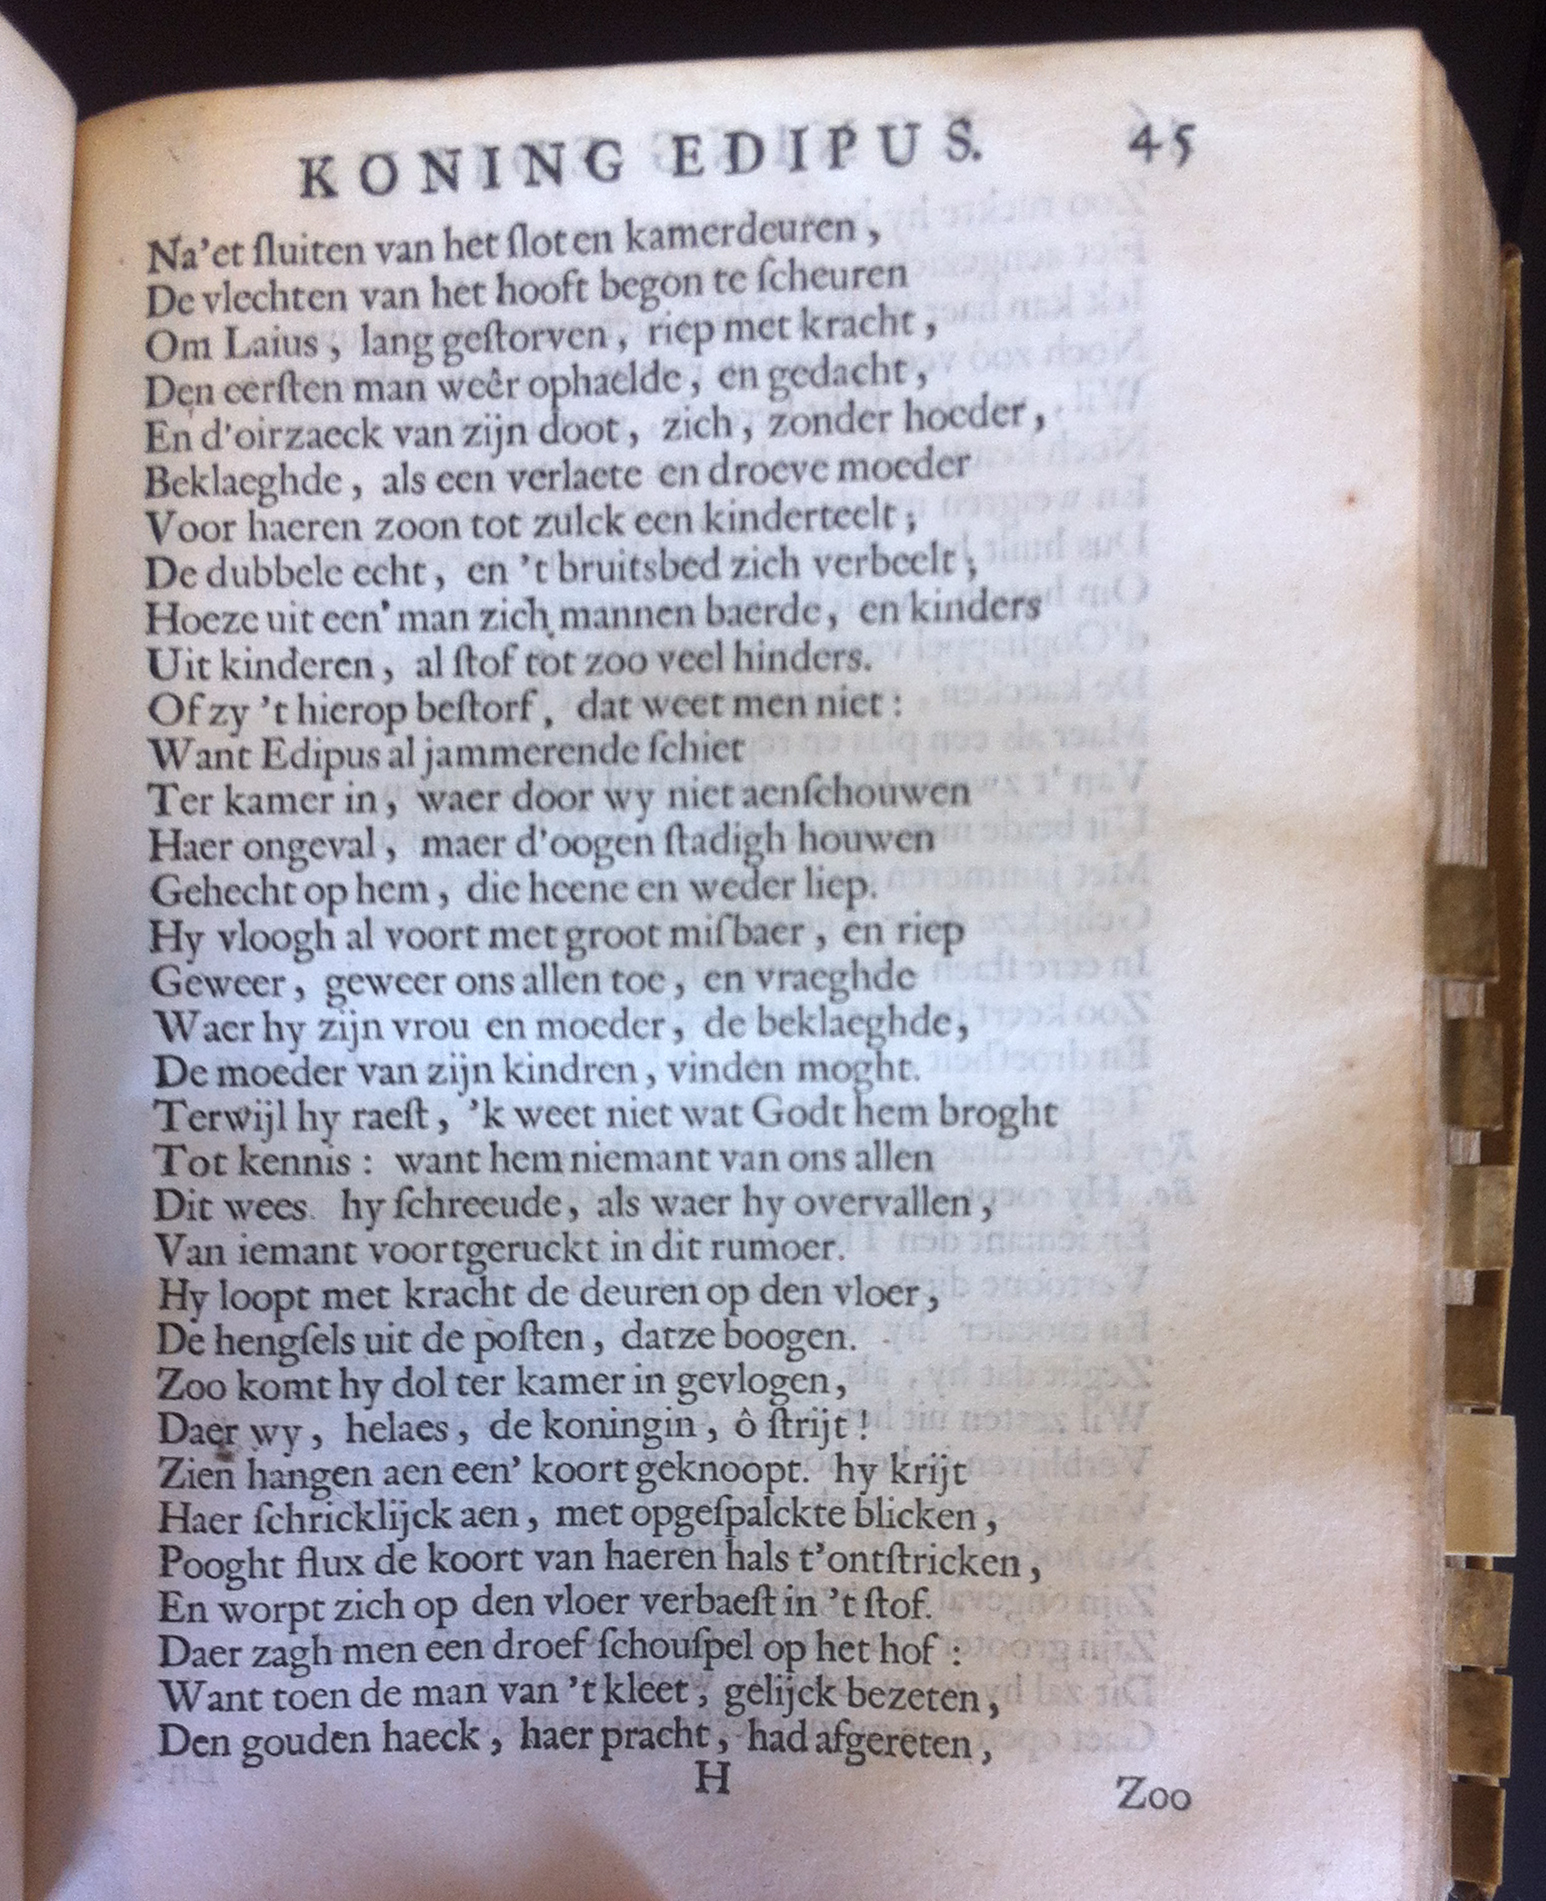 KONING EDIPUS. 45
Na'et ſluiten van het ſlot en kamerdeuren,
De vlechten van het hooft begon te ſcheuren
Om Laius, lang geſtorven, riep met kracht,
Den eerſten man weêr ophaelde, en gedacht,
En d'oirzaeck van zijn doot, zich, zonder hoeder,
Beklaeghde, als een verlaete en droeve moeder
Voor haeren zoon tot zulck een kinderteelt;
De dubbele echt, en 't bruitsbed zich verbeelt;
Hoeze uit een' man zich mannen baerde, en kinders
Uit kinderen, al ſtof tot zoo veel hinders.
Of zy 't hierop beſtorf, dat weet men niet:
Want Edipus al jammerende ſchiet
Ter kamer in, waer door wy niet aenſchouwen
Haer ongeval, maer d'oogen ſtadigh houwen
Gehecht op hem, die heene en weder liep.
Hy vloogh al voort met groot miſbaer, en riep
Geweer, geweer ons allen toe, en vraeghde
Waer hy zijn vrou en moeder, de beklaeghde,
De moeder van zijn kindren, vinden moght.
Terwijl hy raeſt, 'k weet niet wat Godt hem broght
Tot kennis: want hem niemant van ons allen
Dit wees. hy ſchreeude, als waer hy overvallen,
Van iemant voortgeruckt in dit rumoer.
Hy loopt met kracht de deuren op den vloer,
De hengſels uit de poſten, datze boogen.
Zoo komt hy dol ter kamer in gevlogen,
Daer wy, helaes, de koningin, ô ſtrijt!
Zien hangen aen een' koort geknoopt. hy krijt
Haer ſchricklijck aen, met opgeſpalckte blicken,
Pooght flux de koort van haeren hals t'ontſtricken,
En worpt zich op den vloer verbaeſt in 't ſtof.
Daer zagh men een droef ſchouſpel op het hof:
Want toen de man van 't kleet, gelijck bezeten,
Den gouden haeck, haer pracht, had afgereten,
H
Zoo